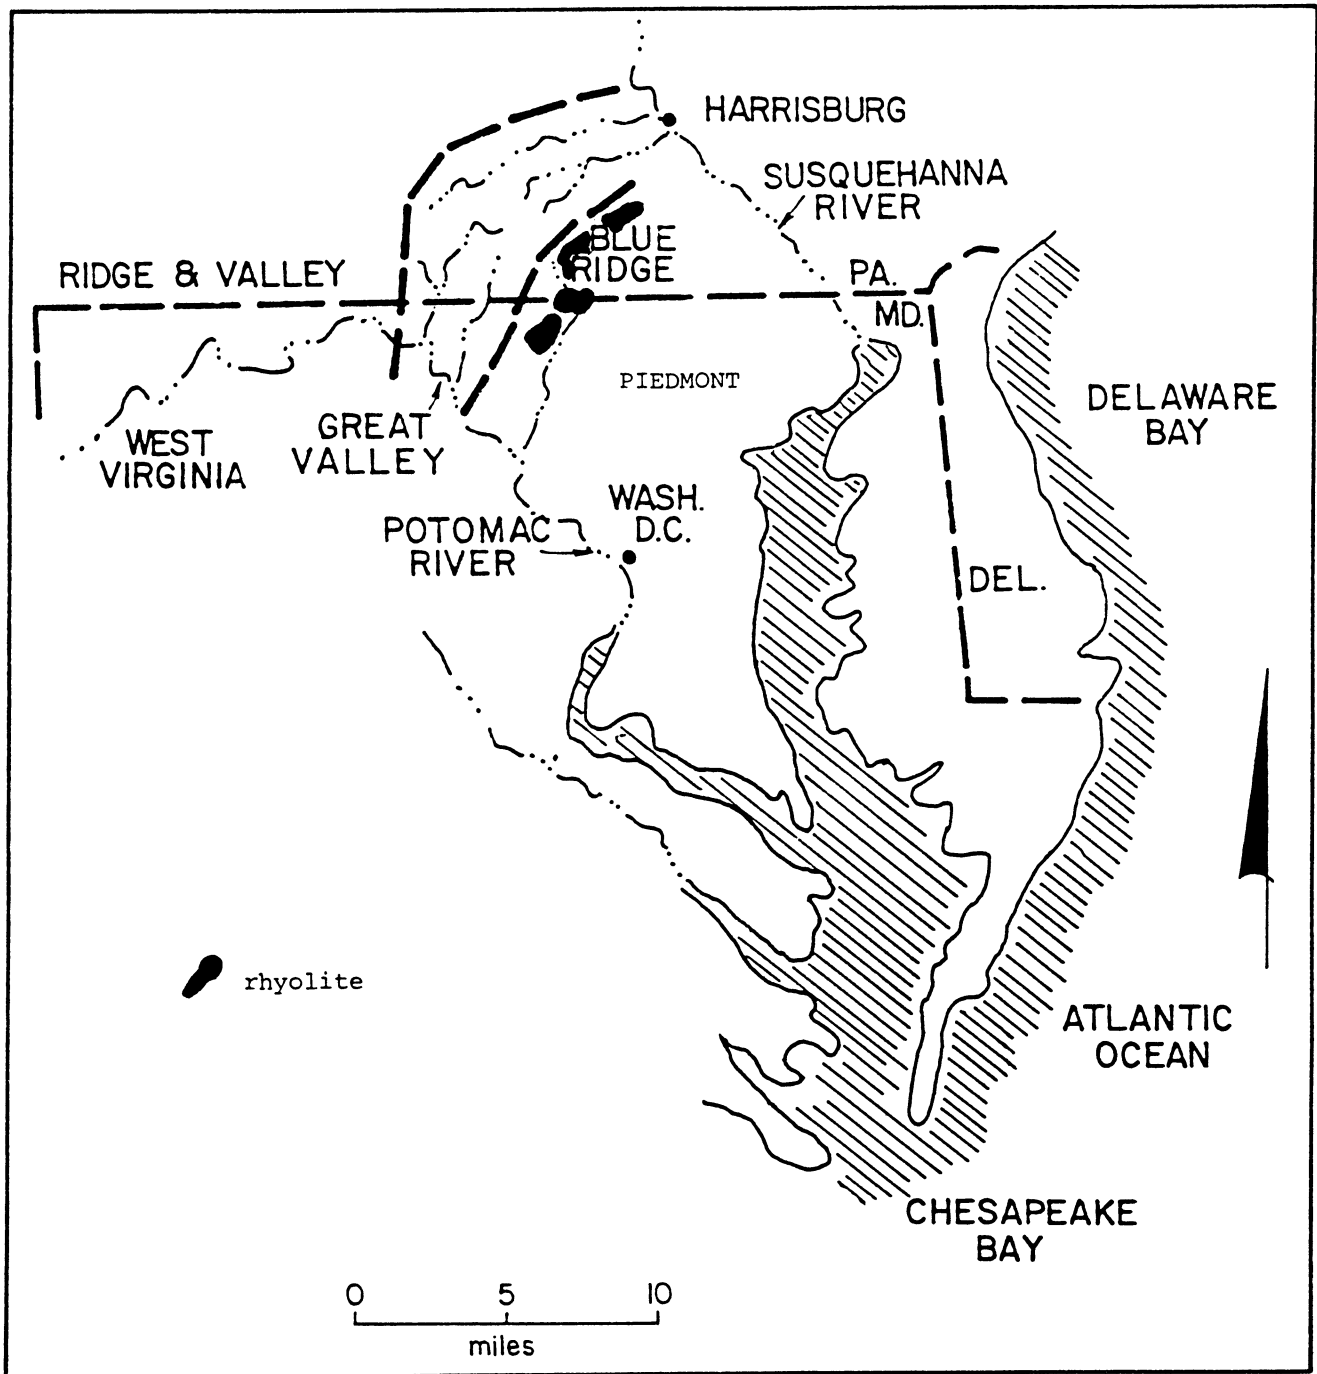 HARRISBURG
SUSQUEHANNA
RIVER
BLUE
RIDGE
RIDGE & VALLEY
PA.
MD.
PIEDMONT
DELAWARE
BAY
GREAT
VALLEY
WEST
VIRGINIA
WASH.
D.C.
POTOMAC
RIVER
DEL.
rhyolite
ATLANTIC
OCEAN
CHESAPEAKE
BAY
0 5 10
miles